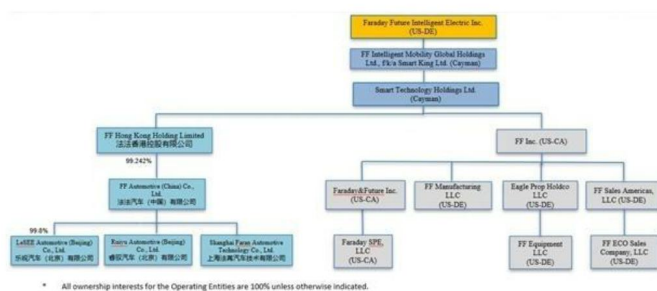 Faraday Future Intelligent Electric Inc.
(US-DE)
FF Intelligent Mobility Global Holdings
Ltd., f/k/a Smart King Ltd. (Cayman)
Smart Technology Holdings Ltd.
(Cayman)
FF Hong Kong Holding Limited
法法香港控股有限公司
FF Inc. (US-CA)
99.242%
FF Automotive (China) Co.,
Ltd.
法法汽车（中国）有限公司
Faraday&Future Inc.
(US-CA)
FF Manufacturing
LLC
(US-DE)
Eagle Prop Holdco
LLC
(US-DE)
FF Sales Americas,
LLC (US-DE)
99.0%
LeSEE Automotive (Beijing)
Co., Ltd.
乐视汽车（北京）有限公司
Ruiyu Automotive (Beijing)
Co., Ltd.
睿驭汽车（北京）有限公司
Shanghai Faran Automotive
Technology Co., Ltd.
上海法冉汽车技术有限公司
Faraday SPE,
LLC
(US-CA)
FF Equipment
LLC
(US-DE)
FF ECO Sales
Company, LLC
(US-DE)
* All ownership interests for the Operating Entities are 100% unless otherwise indicated.